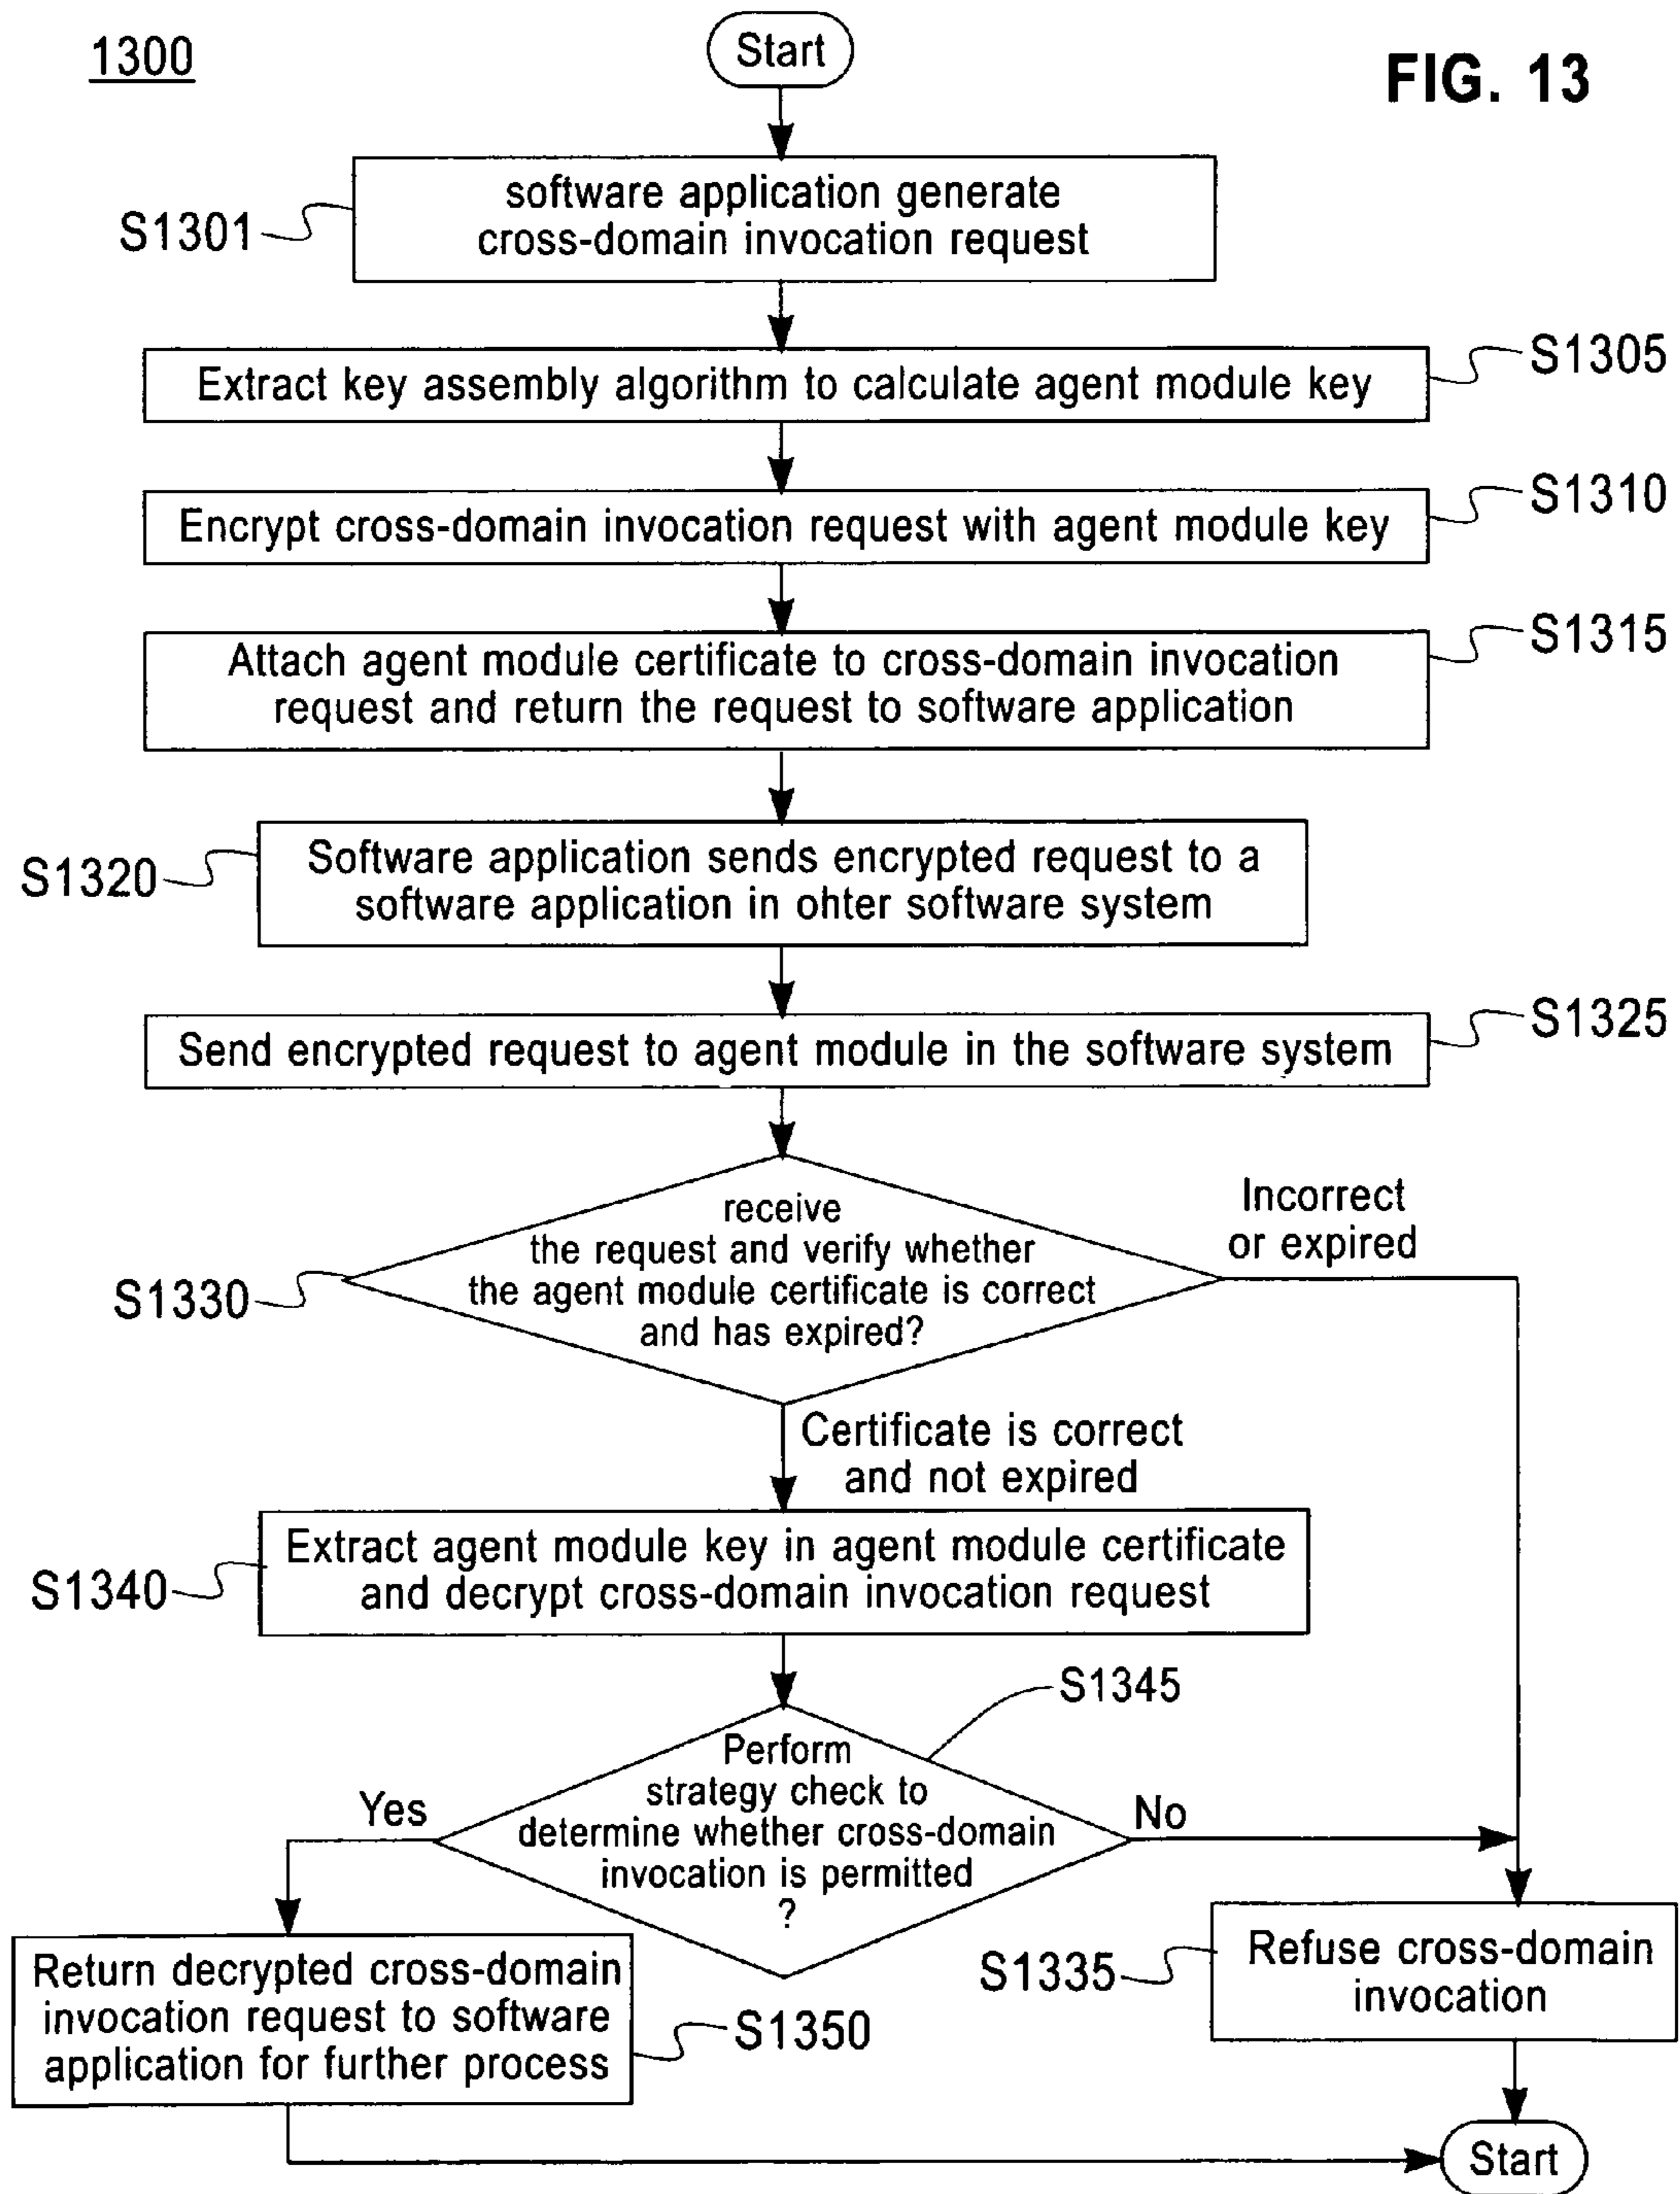 1300
Start
FIG. 13
software application generate
cross-domain invocation request
S1301
Extract key assembly algorithm to calculate agent module key
S1305
Encrypt cross-domain invocation request with agent module key
S1310
Attach agent module certificate to cross-domain invocation
request and return the request to software application
S1315
Software application sends encrypted request to a
software application in ohter software system
S1320
Send encrypted request to agent module in the software system
S1325
receive
the request and verify whether
the agent module certificate is correct
and has expired?
S1330
Incorrect
or expired
Certificate is correct
and not expired
Extract agent module key in agent module certificate
and decrypt cross-domain invocation request
S1340
S1345
Perform
strategy check to
determine whether cross-domain
invocation is permitted
?
Yes
No
Return decrypted cross-domain
invocation request to software
application for further process
S1350
S1335
Refuse cross-domain
invocation
Start